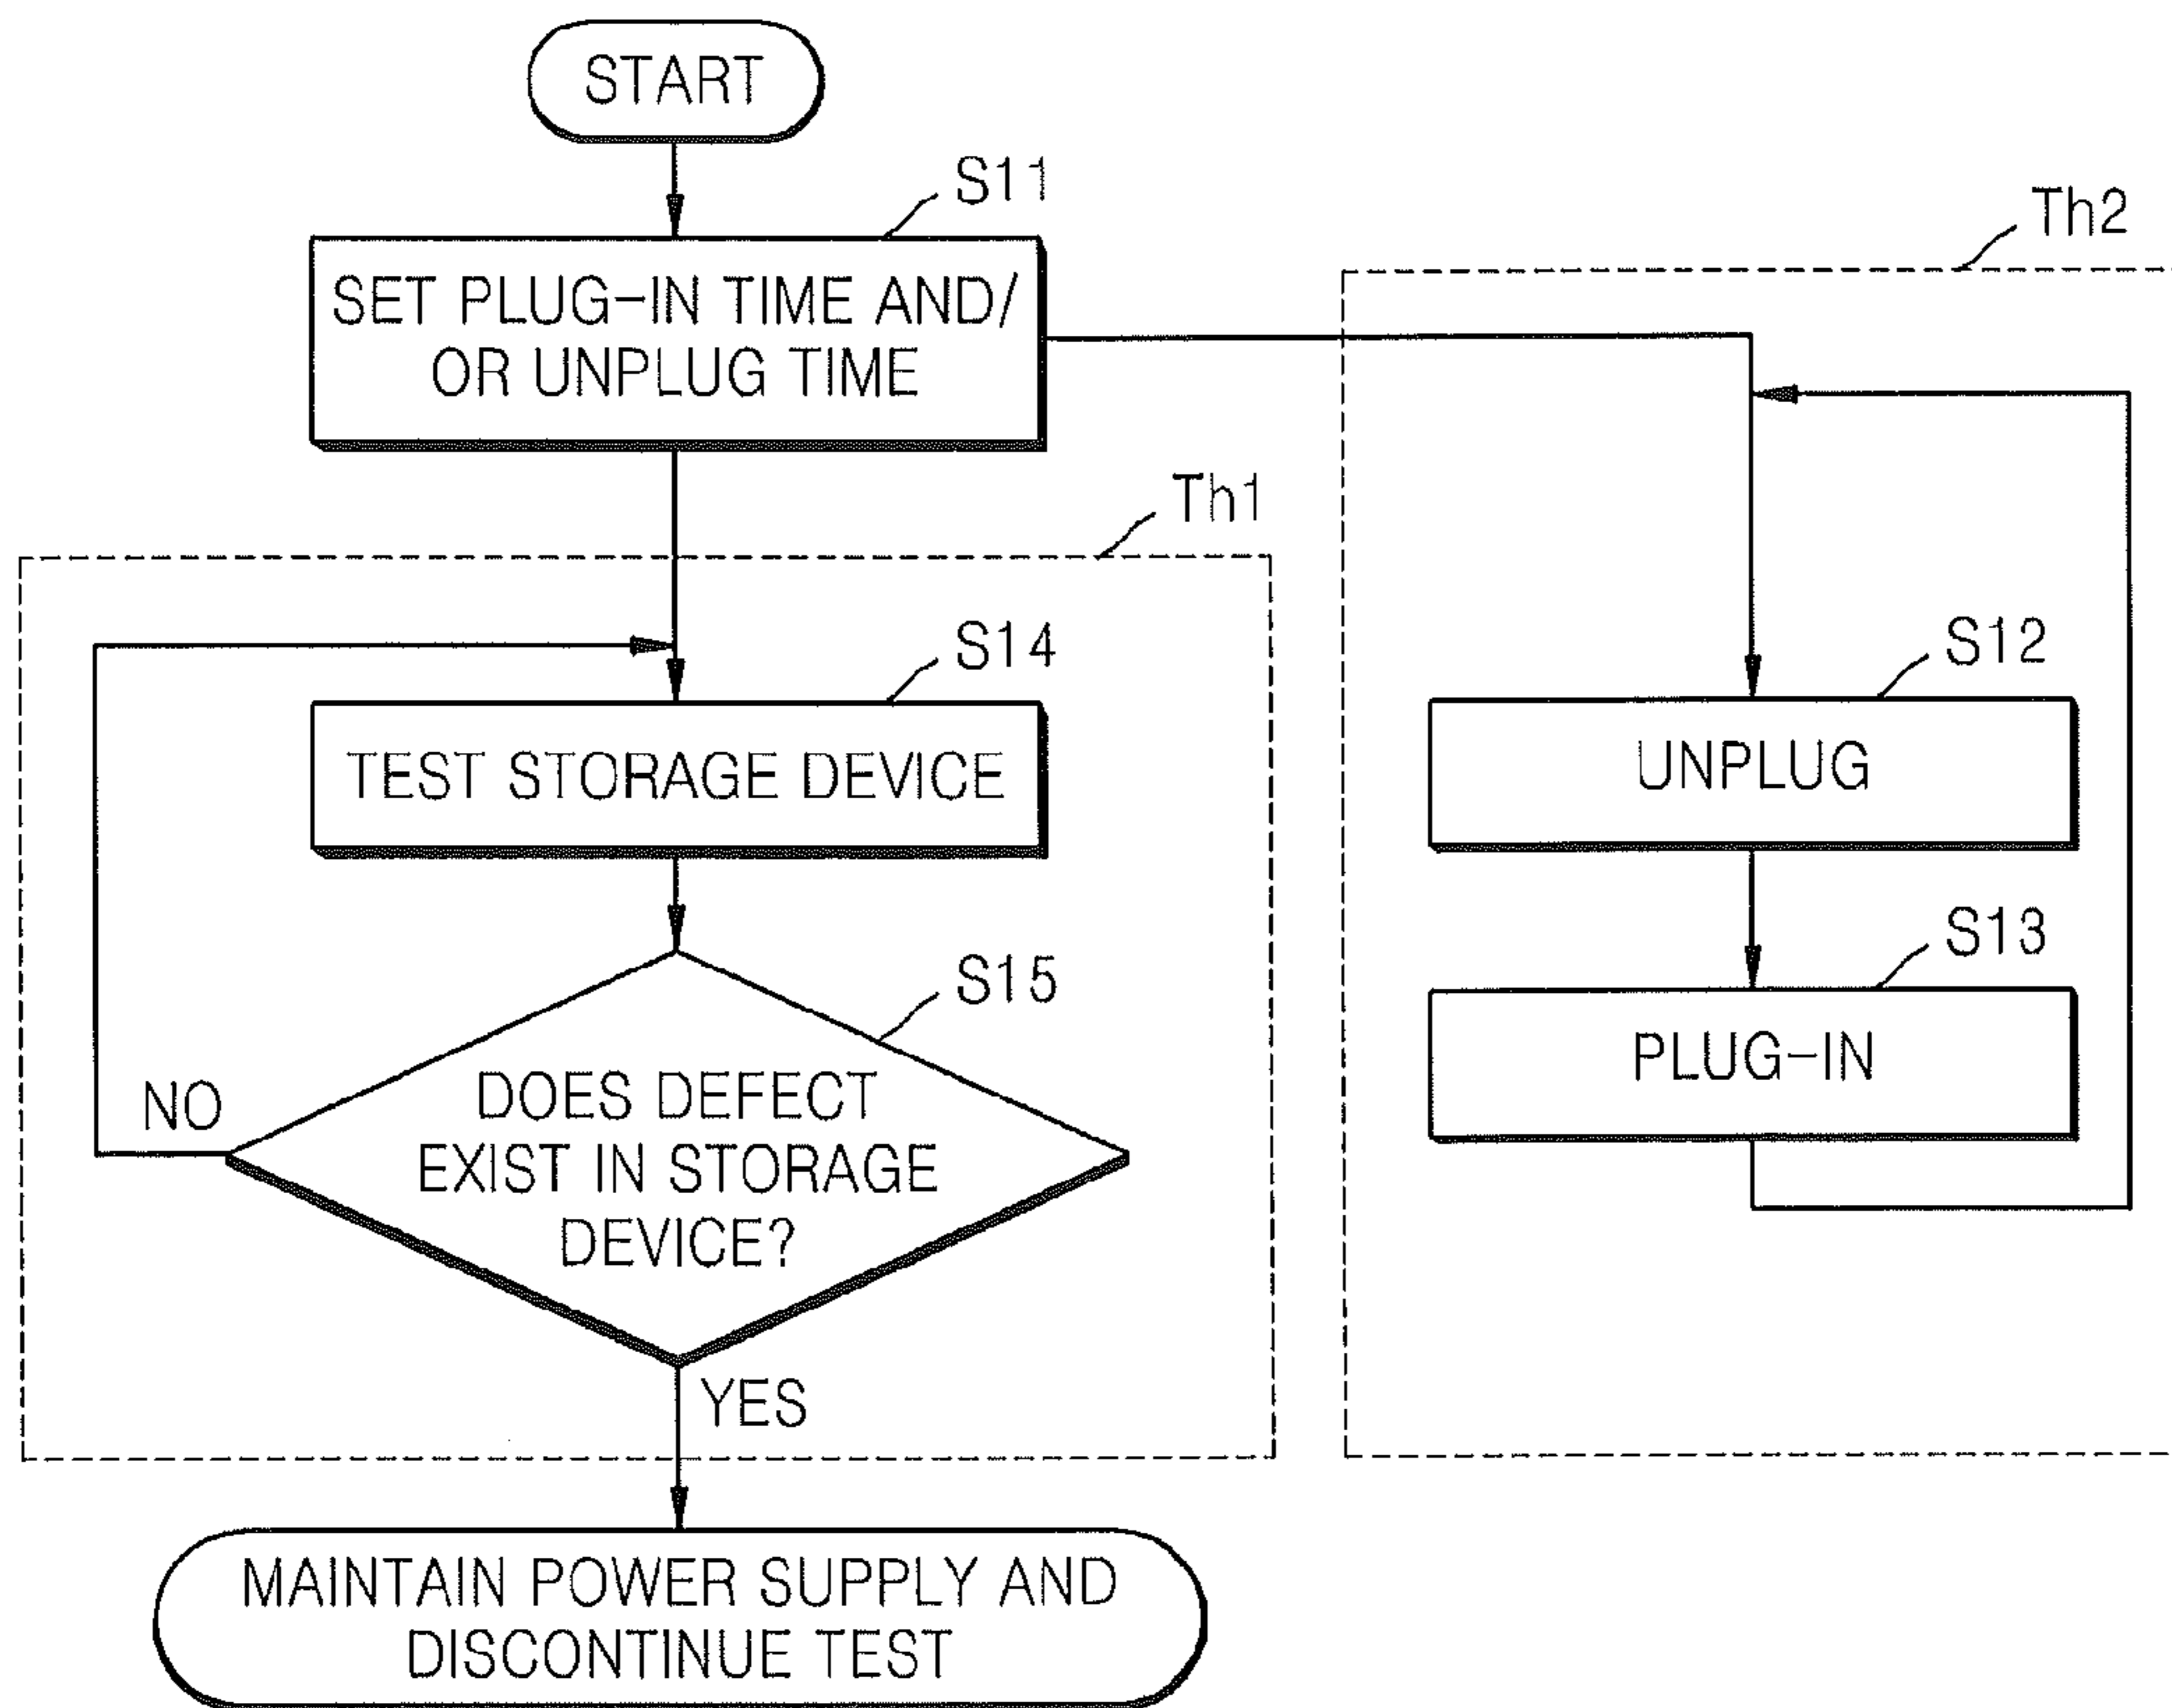 START
S11
SET PLUG-IN TIME AND/
OR UNPLUG TIME
Th2
Th1
S14
TEST STORAGE DEVICE
S12
UNPLUG
S13
PLUG-IN
S15
DOES DEFECT
EXIST IN STORAGE
DEVICE?
NO
YES
MAINTAIN POWER SUPPLY AND
DISCONTINUE TEST